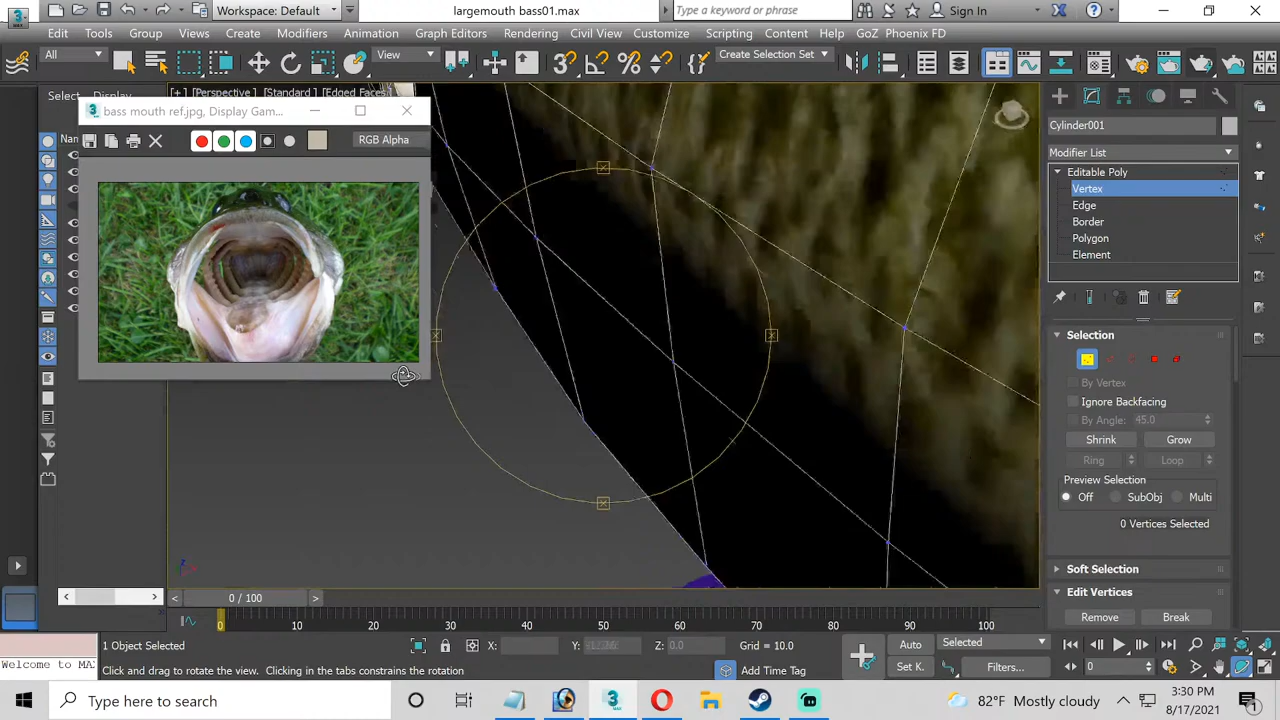 Workspace: Default
largemouth bass01.max
Type a keyword or phrase
Sign In
Edit Tools Group Views Create Modifiers Animation Graph Editors Rendering Civil View Customize Scripting Content Help GoZ Phoenix FD
All
View
Create Selection Set
Select
[+] [Perspective] [Standard] [Edged Faces]
bass mouth ref.jpg, Display Gam...
RGB Alpha
Cylinder001
Modifier List
Editable Poly
Vertex
Edge
Border
Polygon
Element
Selection
By Vertex
Ignore Backfacing
By Angle: 45.0
Shrink Grow
Ring Loop
Preview Selection
Off SubObj Multi
0 Vertices Selected
Soft Selection
Edit Vertices
Remove Break
0 / 100
0 10 20 30 40 50 60 70 80 90 100
1 Object Selected
X: Y: Z: 0.0 Grid = 10.0
Auto
Selected
Welcome to MA
Click and drag to rotate the view. Clicking in the tabs constrains the rotation
Add Time Tag
Set K.
Filters...
0
Type here to search
82°F Mostly cloudy
3:30 PM
8/17/2021